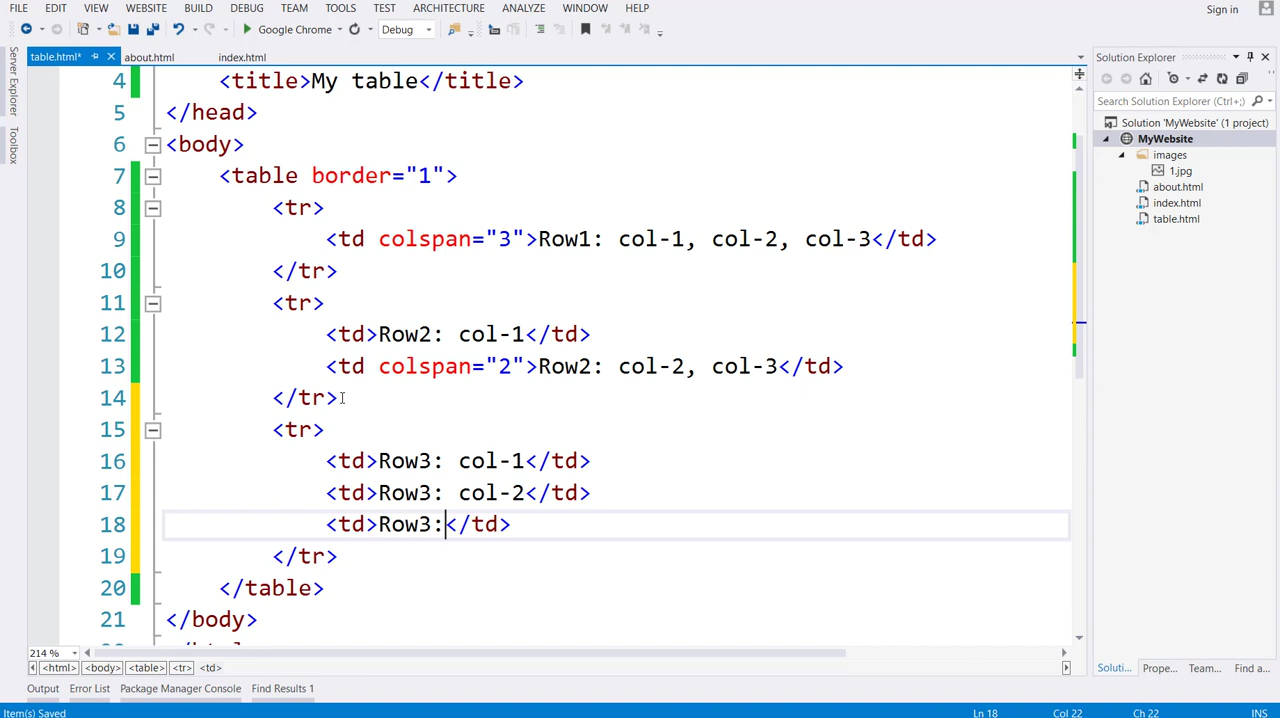 FILE EDIT VIEW WEBSITE BUILD DEBUG TEAM TOOLS TEST ARCHITECTURE ANALYZE WINDOW HELP
Sign in
Google Chrome Debug
table.html* about.html index.html
Server Explorer
Toolbox
4 <title>My table</title>
5 </head>
6 <body>
7 <table border="1">
8 <tr>
9 <td colspan="3">Row1: col-1, col-2, col-3</td>
10 </tr>
11 <tr>
12 <td>Row2: col-1</td>
13 <td colspan="2">Row2: col-2, col-3</td>
14 </tr>
15 <tr>
16 <td>Row3: col-1</td>
17 <td>Row3: col-2</td>
18 <td>Row3:</td>
19 </tr>
20 </table>
21 </body>
214 %
<html> <body> <table> <tr> <td>
Solution Explorer
Search Solution Explorer (Ctrl+;)
Solution 'MyWebsite' (1 project)
MyWebsite
images
1.jpg
about.html
index.html
table.html
Soluti... Prope... Team... Find a...
Output Error List Package Manager Console Find Results 1
Item(s) Saved Ln 18 Col 22 Ch 22 INS